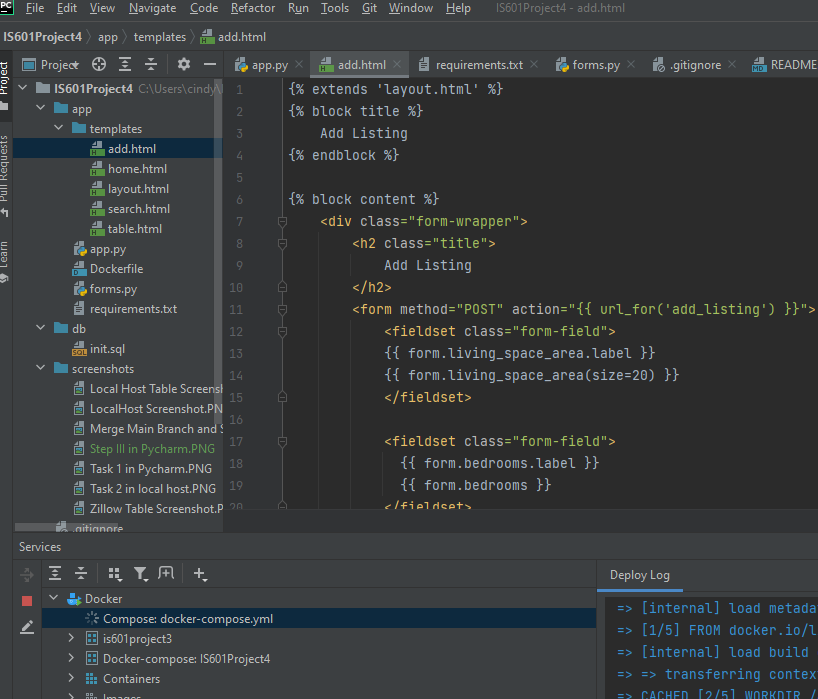 PC File Edit View Navigate Code Refactor Run Tools Git Window Help IS601Project4 - add.html
IS601Project4 app templates add.html
Project
app.py add.html requirements.txt forms.py .gitignore README
Project
Pull Requests
Learn
IS601Project4 C:\Users\cindy\
app
templates
add.html
home.html
layout.html
search.html
table.html
app.py
Dockerfile
forms.py
requirements.txt
db
init.sql
screenshots
Local Host Table Screensh
LocalHost Screenshot.PN
Merge Main Branch and S
Step III in Pycharm.PNG
Task 1 in Pycharm.PNG
Task 2 in local host.PNG
Zillow Table Screenshot.P
.gitignore
1 {% extends 'layout.html' %}
2 {% block title %}
3 Add Listing
4 {% endblock %}
5
6 {% block content %}
7 <div class="form-wrapper">
8 <h2 class="title">
9 Add Listing
10 </h2>
11 <form method="POST" action="{{ url_for('add_listing') }}">
12 <fieldset class="form-field">
13 {{ form.living_space_area.label }}
14 {{ form.living_space_area(size=20) }}
15 </fieldset>
16
17 <fieldset class="form-field">
18 {{ form.bedrooms.label }}
19 {{ form.bedrooms }}
20 </fieldset>
Services
Docker
Compose: docker-compose.yml
is601project3
Docker-compose: IS601Project4
Containers
Images
Deploy Log
=> [internal] load metada
=> [1/5] FROM docker.io/l
=> [internal] load build
=> => transferring contex
=> CACHED [2/5] WORKDIR /